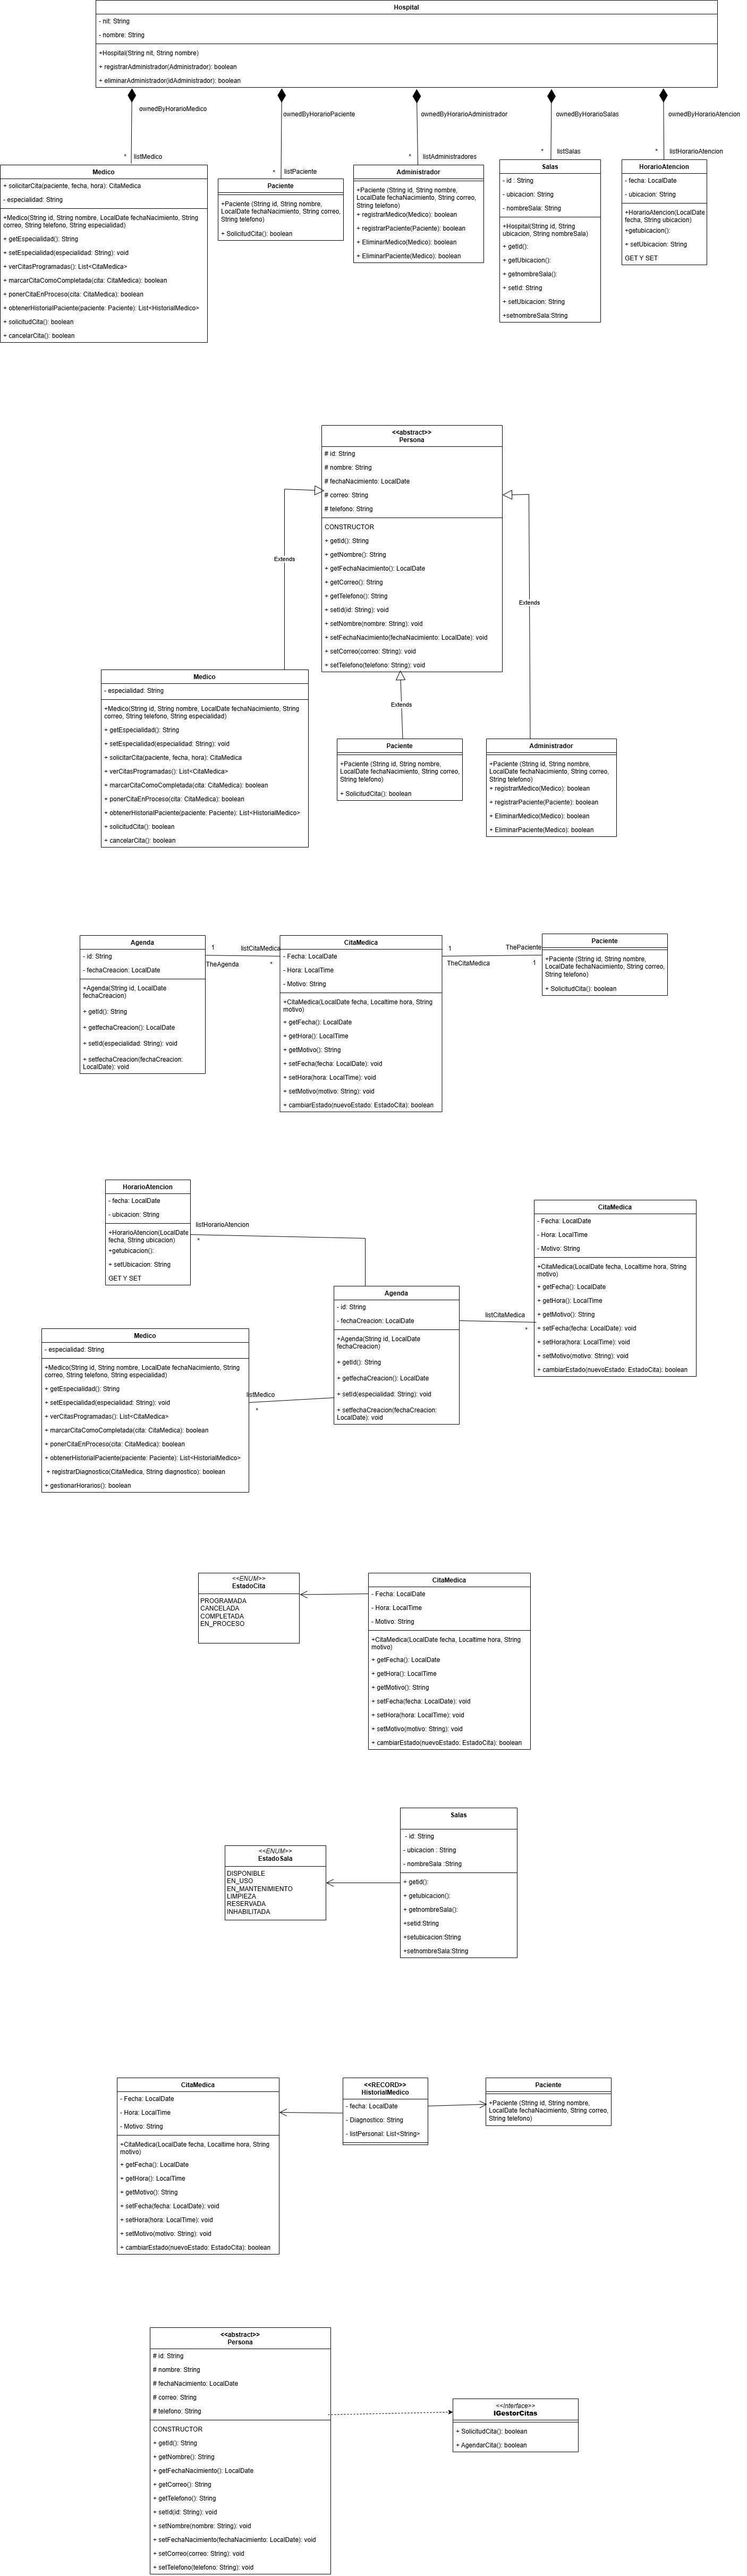 Hospital
- nit: String
- nombre: String
+Hospital(String nit, String nombre)
+ registrarAdministrador(Administrador): boolean
+ eliminarAdministrador(idAdministrador): boolean
ownedByHorarioMedico
ownedByHorarioPaciente
ownedByHorarioAdministrador
ownedByHorarioSalas
ownedByHorarioAtencion
* listMedico
* listPaciente
* listAdministradores
* listSalas
* listHorarioAtencion
Medico
+ solicitarCita(paciente, fecha, hora): CitaMedica
- especialidad: String
+Medico(String id, String nombre, LocalDate fechaNacimiento, String
correo, String telefono, String especialidad)
+ getEspecialidad(): String
+ setEspecialidad(especialidad: String): void
+ verCitasProgramadas(): List<CitaMedica>
+ marcarCitaComoCompletada(cita: CitaMedica): boolean
+ ponerCitaEnProceso(cita: CitaMedica): boolean
+ obtenerHistorialPaciente(paciente: Paciente): List<HistorialMedico>
+ solicitudCita(): boolean
+ cancelarCita(): boolean
Paciente
+Paciente (String id, String nombre,
LocalDate fechaNacimiento, String correo,
String telefono)
+ SolicitudCita(): boolean
Administrador
+Paciente (String id, String nombre,
LocalDate fechaNacimiento, String correo,
String telefono)
+ registrarMedico(Medico): boolean
+ registrarPaciente(Paciente): boolean
+ EliminarMedico(Medico): boolean
+ EliminarPaciente(Medico): boolean
Salas
- id : String
- ubicacion: String
- nombreSala: String
+Hospital(String id, String
ubicacion, String nombreSala)
+ getId():
+ getUbicacion():
+ getnombreSala():
+ setId: String
+ setUbicacion: String
+setnombreSala:String
HorarioAtencion
- fecha: LocalDate
- ubicacion: String
+HorarioAtencion(LocalDate
fecha, String ubicacion)
+getubicacion():
+ setUbicacion: String
GET Y SET
<<abstract>>
Persona
# id: String
# nombre: String
# fechaNacimiento: LocalDate
# correo: String
# telefono: String
CONSTRUCTOR
+ getId(): String
+ getNombre(): String
+ getFechaNacimiento(): LocalDate
+ getCorreo(): String
+ getTelefono(): String
+ setId(id: String): void
+ setNombre(nombre: String): void
+ setFechaNacimiento(fechaNacimiento: LocalDate): void
+ setCorreo(correo: String): void
+ setTelefono(telefono: String): void
Extends
Extends
Extends
Medico
- especialidad: String
+Medico(String id, String nombre, LocalDate fechaNacimiento, String
correo, String telefono, String especialidad)
+ getEspecialidad(): String
+ setEspecialidad(especialidad: String): void
+ solicitarCita(paciente, fecha, hora): CitaMedica
+ verCitasProgramadas(): List<CitaMedica>
+ marcarCitaComoCompletada(cita: CitaMedica): boolean
+ ponerCitaEnProceso(cita: CitaMedica): boolean
+ obtenerHistorialPaciente(paciente: Paciente): List<HistorialMedico>
+ solicitudCita(): boolean
+ cancelarCita(): boolean
Paciente
+Paciente (String id, String nombre,
LocalDate fechaNacimiento, String correo,
String telefono)
+ SolicitudCita(): boolean
Administrador
+Paciente (String id, String nombre,
LocalDate fechaNacimiento, String correo,
String telefono)
+ registrarMedico(Medico): boolean
+ registrarPaciente(Paciente): boolean
+ EliminarMedico(Medico): boolean
+ EliminarPaciente(Medico): boolean
Agenda
- id: String
- fechaCreacion: LocalDate
+Agenda(String id, LocalDate
fechaCreacion)
+ getId(): String
+ getfechaCreacion(): LocalDate
+ setId(especialidad: String): void
+ setfechaCreacion(fechaCreacion:
LocalDate): void
1
TheAgenda
listCitaMedica
*
CitaMedica
- Fecha: LocalDate
- Hora: LocalTime
- Motivo: String
+CitaMedica(LocalDate fecha, Localtime hora, String
motivo)
+ getFecha(): LocalDate
+ getHora(): LocalTime
+ getMotivo(): String
+ setFecha(fecha: LocalDate): void
+ setHora(hora: LocalTime): void
+ setMotivo(motivo: String): void
+ cambiarEstado(nuevoEstado: EstadoCita): boolean
1
TheCitaMedica
ThePaciente
1
Paciente
+Paciente (String id, String nombre,
LocalDate fechaNacimiento, String correo,
String telefono)
+ SolicitudCita(): boolean
HorarioAtencion
- fecha: LocalDate
- ubicacion: String
+HorarioAtencion(LocalDate
fecha, String ubicacion)
+getubicacion():
+ setUbicacion: String
GET Y SET
listHorarioAtencion
*
Agenda
- id: String
- fechaCreacion: LocalDate
+Agenda(String id, LocalDate
fechaCreacion)
+ getId(): String
+ getfechaCreacion(): LocalDate
+ setId(especialidad: String): void
+ setfechaCreacion(fechaCreacion:
LocalDate): void
listCitaMedica
*
CitaMedica
- Fecha: LocalDate
- Hora: LocalTime
- Motivo: String
+CitaMedica(LocalDate fecha, Localtime hora, String
motivo)
+ getFecha(): LocalDate
+ getHora(): LocalTime
+ getMotivo(): String
+ setFecha(fecha: LocalDate): void
+ setHora(hora: LocalTime): void
+ setMotivo(motivo: String): void
+ cambiarEstado(nuevoEstado: EstadoCita): boolean
Medico
- especialidad: String
+Medico(String id, String nombre, LocalDate fechaNacimiento, String
correo, String telefono, String especialidad)
+ getEspecialidad(): String
+ setEspecialidad(especialidad: String): void
+ verCitasProgramadas(): List<CitaMedica>
+ marcarCitaComoCompletada(cita: CitaMedica): boolean
+ ponerCitaEnProceso(cita: CitaMedica): boolean
+ obtenerHistorialPaciente(paciente: Paciente): List<HistorialMedico>
+ registrarDiagnostico(CitaMedica, String diagnostico): boolean
+ gestionarHorarios(): boolean
listMedico
*
<<ENUM>>
EstadoCita
PROGRAMADA
CANCELADA
COMPLETADA
EN_PROCESO
CitaMedica
- Fecha: LocalDate
- Hora: LocalTime
- Motivo: String
+CitaMedica(LocalDate fecha, Localtime hora, String
motivo)
+ getFecha(): LocalDate
+ getHora(): LocalTime
+ getMotivo(): String
+ setFecha(fecha: LocalDate): void
+ setHora(hora: LocalTime): void
+ setMotivo(motivo: String): void
+ cambiarEstado(nuevoEstado: EstadoCita): boolean
<<ENUM>>
EstadoSala
DISPONIBLE
EN_USO
EN_MANTENIMIENTO
LIMPIEZA
RESERVADA
INHABILITADA
Salas
- id: String
- ubicacion : String
- nombreSala :String
+ getid():
+ getubicacion():
+ getnombreSala():
+setid:String
+setubicacion:String
+setnombreSala:String
CitaMedica
- Fecha: LocalDate
- Hora: LocalTime
- Motivo: String
+CitaMedica(LocalDate fecha, Localtime hora, String
motivo)
+ getFecha(): LocalDate
+ getHora(): LocalTime
+ getMotivo(): String
+ setFecha(fecha: LocalDate): void
+ setHora(hora: LocalTime): void
+ setMotivo(motivo: String): void
+ cambiarEstado(nuevoEstado: EstadoCita): boolean
<<RECORD>>
HistorialMedico
- fecha: LocalDate
- Diagnostico: String
- listPersonal: List<String>
Paciente
+Paciente (String id, String nombre,
LocalDate fechaNacimiento, String correo,
String telefono)
<<abstract>>
Persona
# id: String
# nombre: String
# fechaNacimiento: LocalDate
# correo: String
# telefono: String
CONSTRUCTOR
+ getId(): String
+ getNombre(): String
+ getFechaNacimiento(): LocalDate
+ getCorreo(): String
+ getTelefono(): String
+ setId(id: String): void
+ setNombre(nombre: String): void
+ setFechaNacimiento(fechaNacimiento: LocalDate): void
+ setCorreo(correo: String): void
+ setTelefono(telefono: String): void
<<Interface>>
IGestorCitas
+ SolicitudCita(): boolean
+ AgendarCita(): boolean